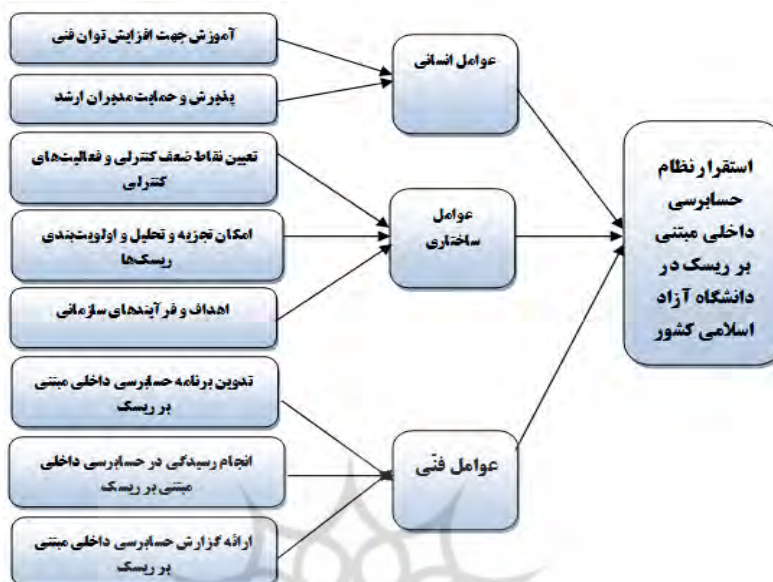 استقرار نظام
حسابرسی
داخلی مبتنی
بر ریسک در
دانشگاه آزاد
اسلامی کشور
عوامل انسانی
آموزش جهت افزایش توان فنی
پذیرش و حمایت مدیران ارشد
عوامل
ساختاری
تعیین نقاط ضعف کنترلی و فعالیت‌های
کنترلی
امکان تجزیه و تحلیل و اولویت‌بندی
ریسک‌ها
اهداف و فرآیندهای سازمانی
عوامل فنّی
تدوین برنامه حسابرسی داخلی مبتنی
بر ریسک
انجام رسیدگی در حسابرسی داخلی
مبتنی بر ریسک
ارائه گزارش حسابرسی داخلی مبتنی
بر ریسک